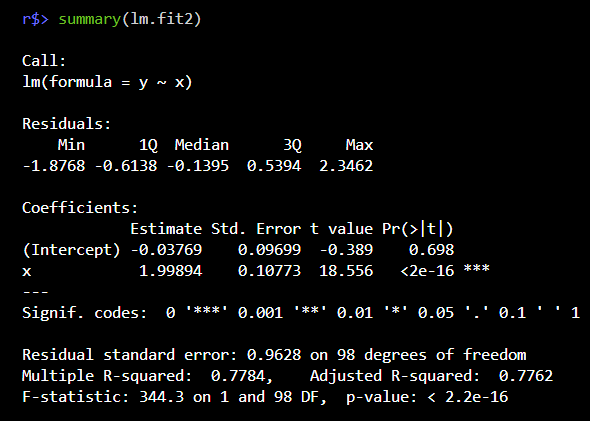 r$> summary(lm.fit2)

Call:
lm(formula = y ~ x)

Residuals:
    Min      1Q  Median      3Q     Max
-1.8768 -0.6138 -0.1395  0.5394  2.3462

Coefficients:
            Estimate Std. Error t value Pr(>|t|)
(Intercept) -0.03769    0.09699  -0.389    0.698
x            1.99894    0.10773  18.556   <2e-16 ***
---
Signif. codes:  0 '***' 0.001 '**' 0.01 '*' 0.05 '.' 0.1 ' ' 1

Residual standard error: 0.9628 on 98 degrees of freedom
Multiple R-squared:  0.7784,    Adjusted R-squared:  0.7762
F-statistic: 344.3 on 1 and 98 DF,  p-value: < 2.2e-16